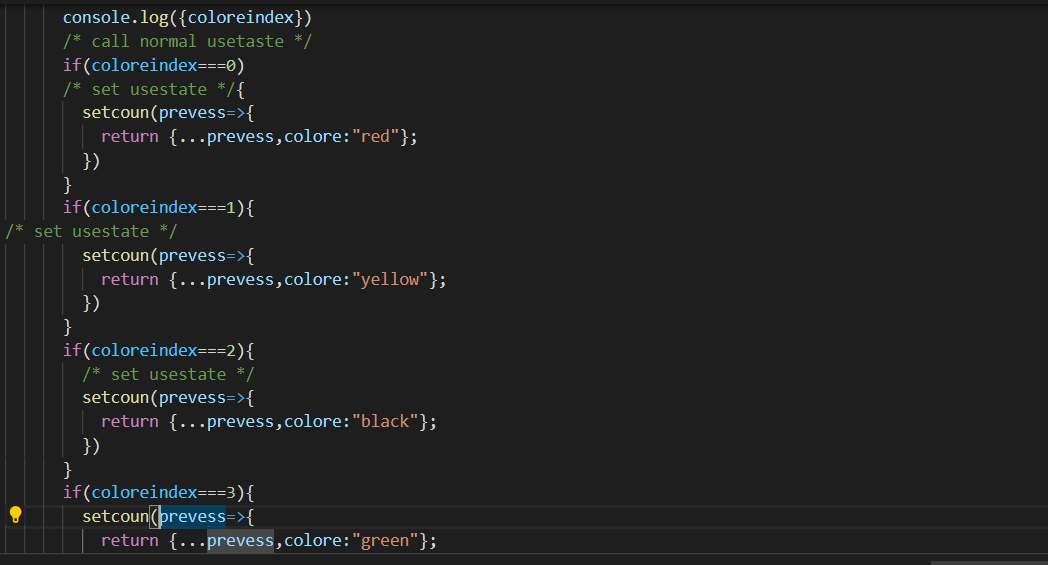 console.log({coloreindex})
/* call normal usetaste */
if(coloreindex===0)
/* set usestate */{
setcoun(prevess=>{
return {...prevess,colore:"red"};
})
}
if(coloreindex===1){
/* set usestate */
setcoun(prevess=>{
return {...prevess,colore:"yellow"};
})
}
if(coloreindex===2){
/* set usestate */
setcoun(prevess=>{
return {...prevess,colore:"black"};
})
}
if(coloreindex===3){
setcoun(prevess=>{
return {...prevess,colore:"green"};